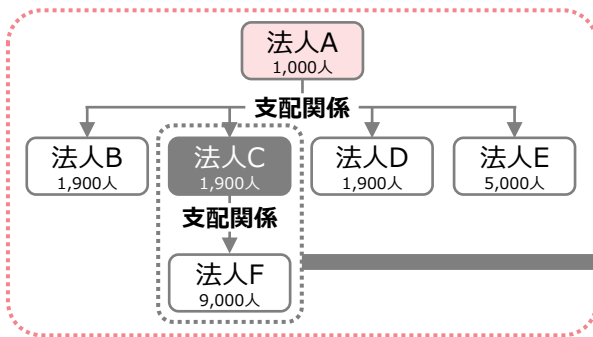 法人A
1,000人
支配関係
法人B
1,900人
法人C
1,900人
法人D
1,900人
法人E
5,000人
支配関係
法人F
9,000人